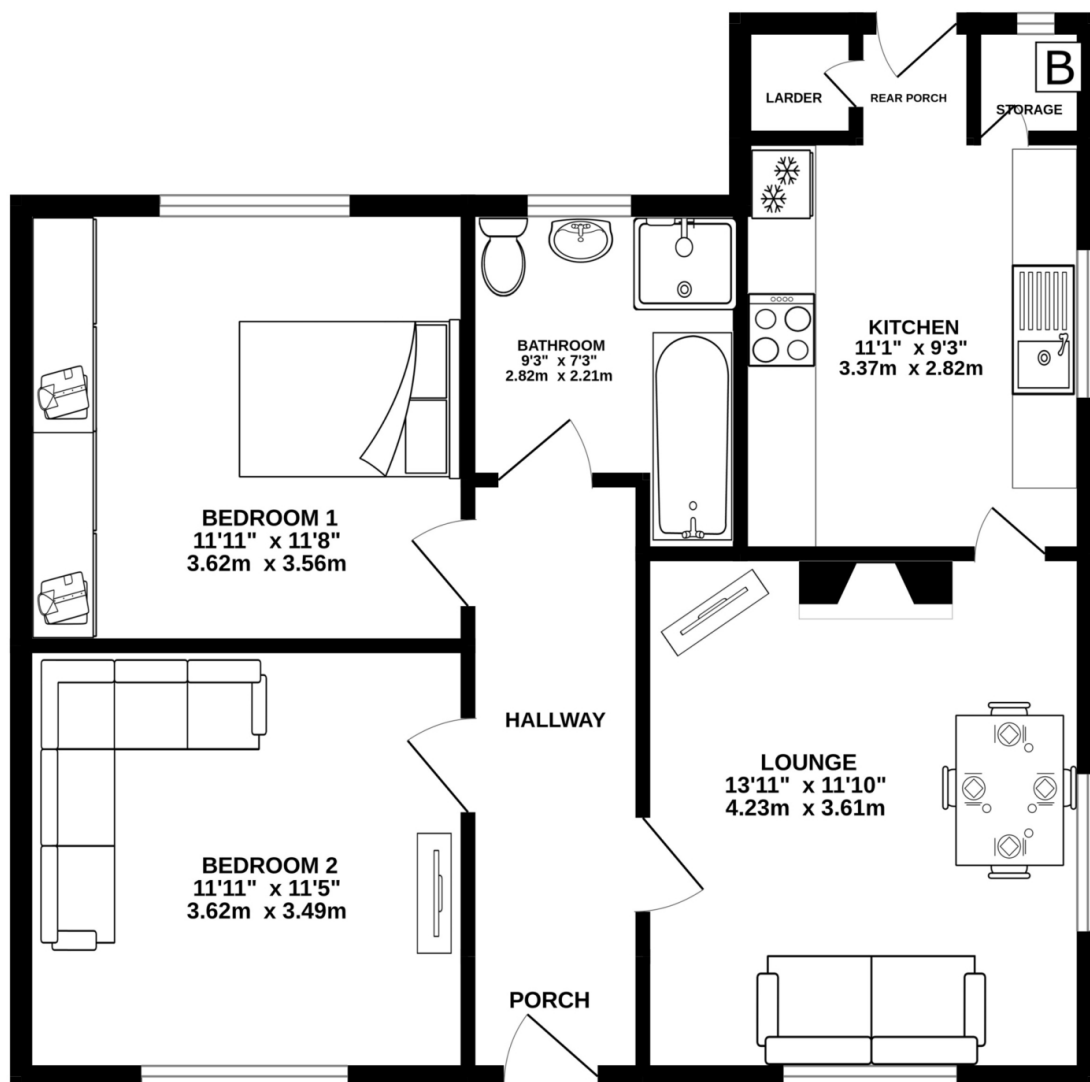 B
LARDER
REAR PORCH
STORAGE
KITCHEN
11'1" x 9'3"
3.37m x 2.82m
BATHROOM
9'3" x 7'3"
2.82m x 2.21m
BEDROOM 1
11'11" x 11'8"
3.62m x 3.56m
HALLWAY
LOUNGE
13'11" x 11'10"
4.23m x 3.61m
BEDROOM 2
11'11" x 11'5"
3.62m x 3.49m
PORCH